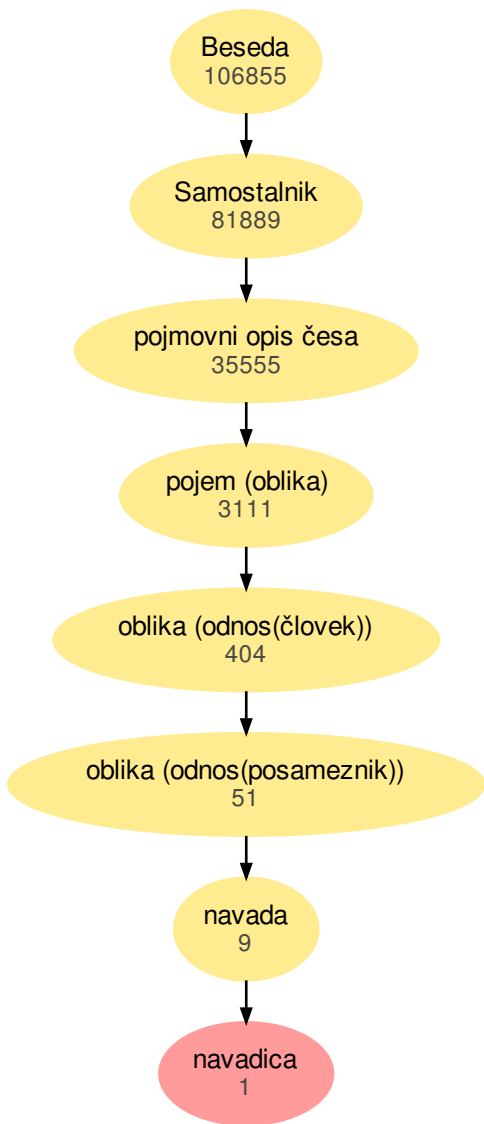 Beseda
106855
Samostalnik
81889
pojmovni opis česa
35555
pojem (oblika)
3111
oblika (odnos(človek))
404
oblika (odnos(posameznik))
51
navada
9
navadica
1